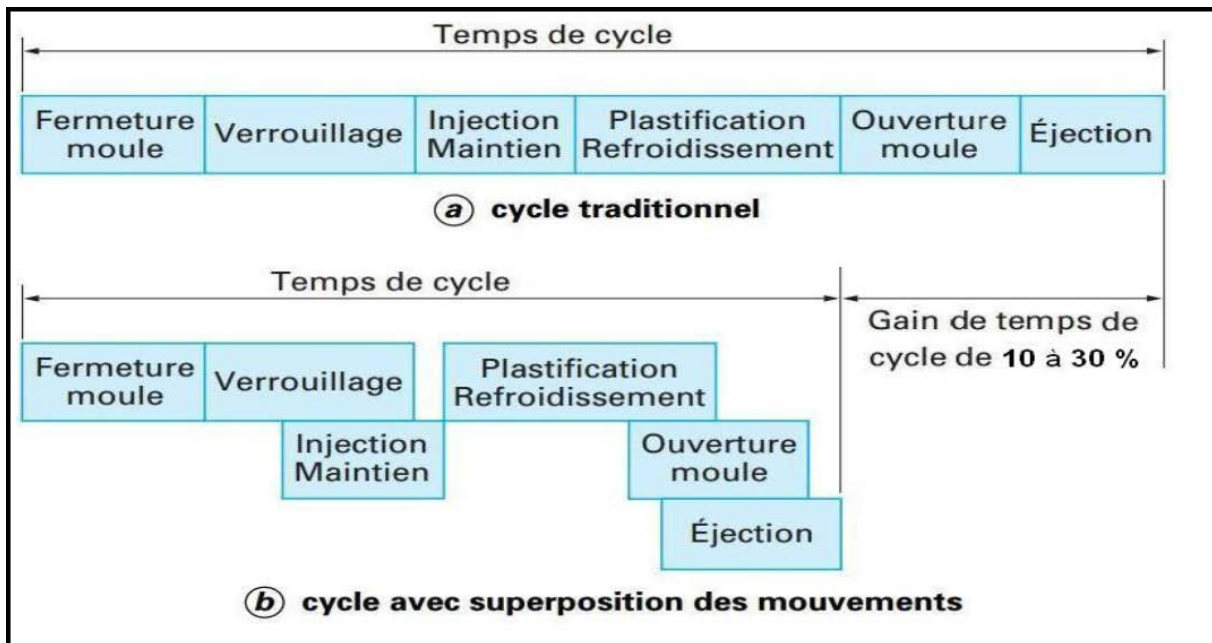 Temps de cycle
Fermeture
moule
Verrouillage
Injection
Maintien
Plastification
Refroidissement
Ouverture
moule
Éjection
a cycle traditionnel
Temps de cycle
Gain de temps de
cycle de 10 à 30 %
Fermeture
moule
Verrouillage
Plastification
Refroidissement
Injection
Maintien
Ouverture
moule
Éjection
b cycle avec superposition des mouvements